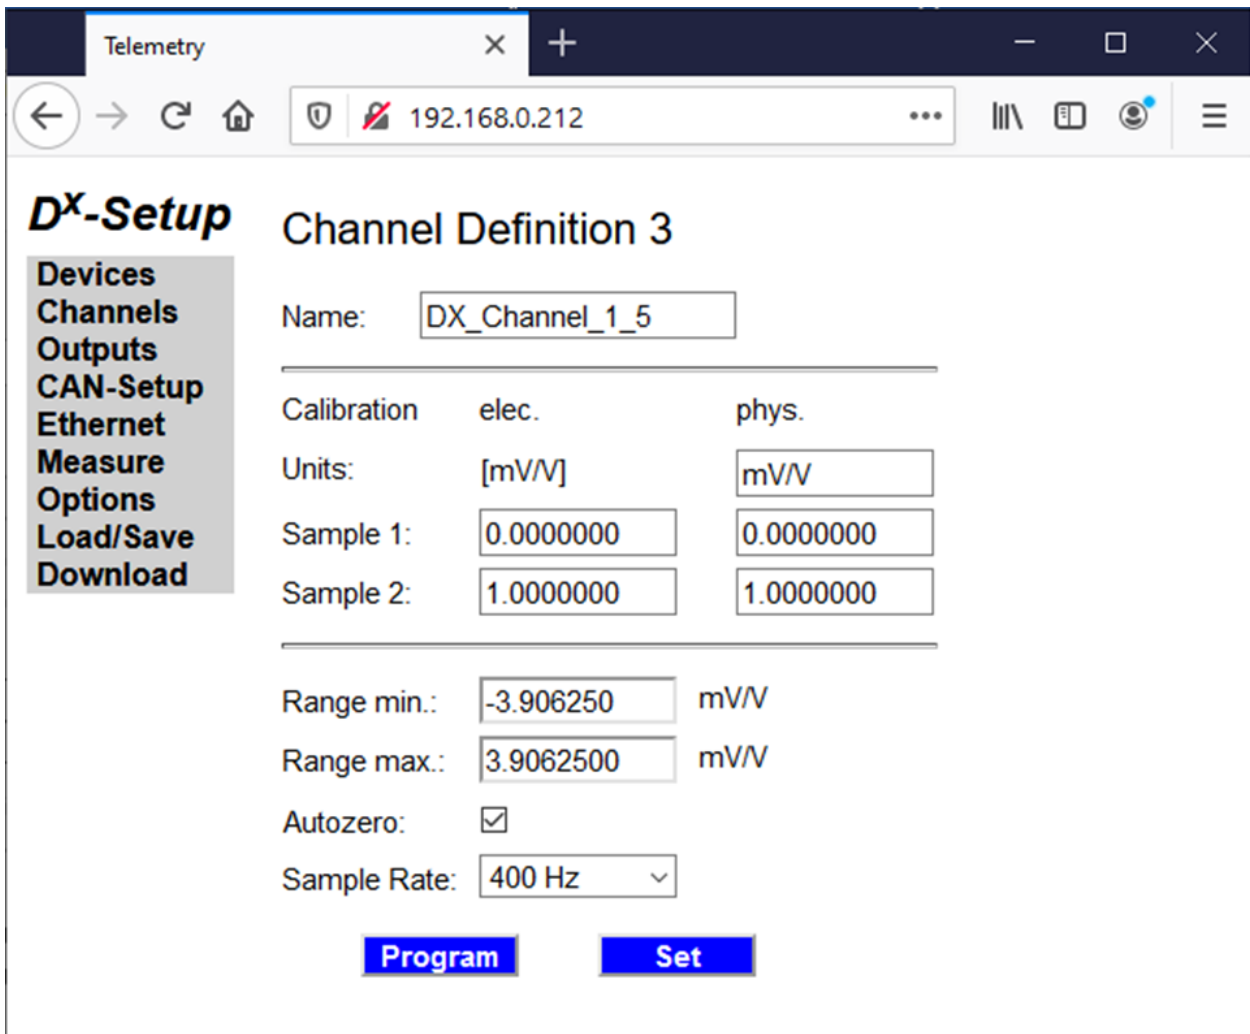 Telemetry
192.168.0.212
Dx-Setup
Devices
Channels
Outputs
CAN-Setup
Ethernet
Measure
Options
Load/Save
Download
Channel Definition 3
Name: DX_Channel_1_5
Calibration elec. phys.
Units: [mV/V] mV/V
Sample 1: 0.0000000 0.0000000
Sample 2: 1.0000000 1.0000000
Range min.: -3.906250 mV/V
Range max.: 3.9062500 mV/V
Autozero:
Sample Rate: 400 Hz
Program Set